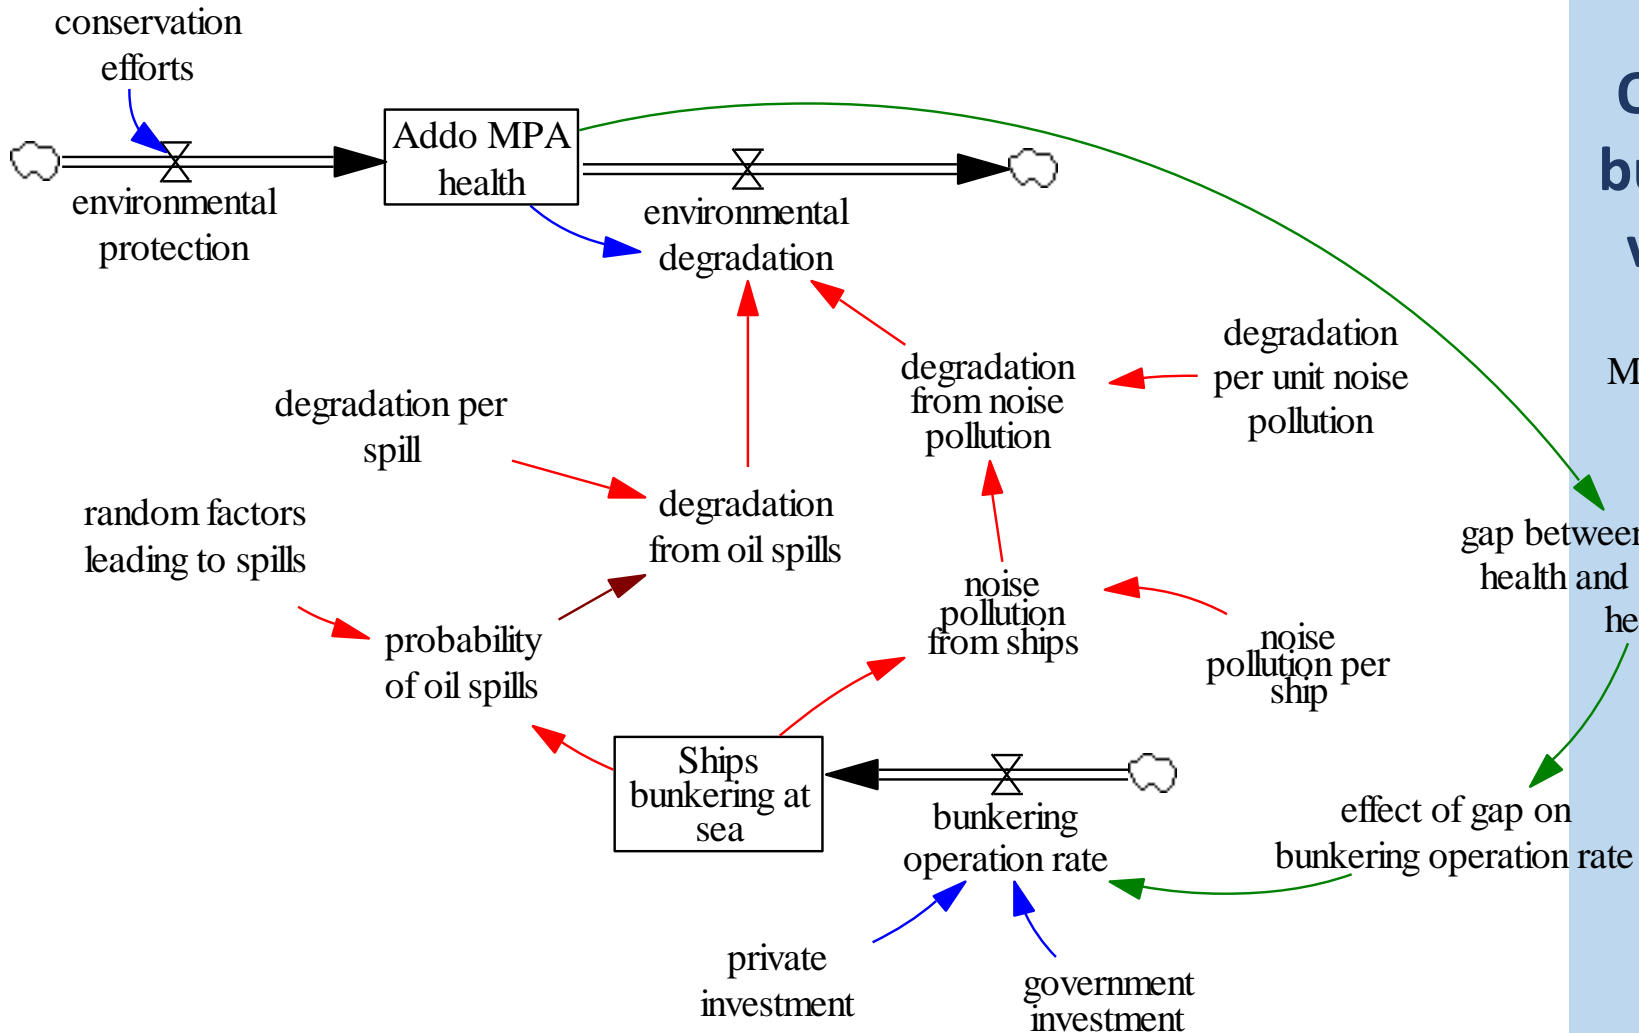 conservation
efforts
Addo MPA
health
environmental
protection
environmental
degradation
degradation
per unit noise
pollution
degradation
from noise
pollution
degradation per
spill
degradation
from oil spills
random factors
leading to spills
gap between
health and
noise
pollution
from ships
noise
pollution per
ship
probability
of oil spills
Ships
bunkering at
sea
bunkering
operation rate
effect of gap on
bunkering operation rate
private
investment
government
investment